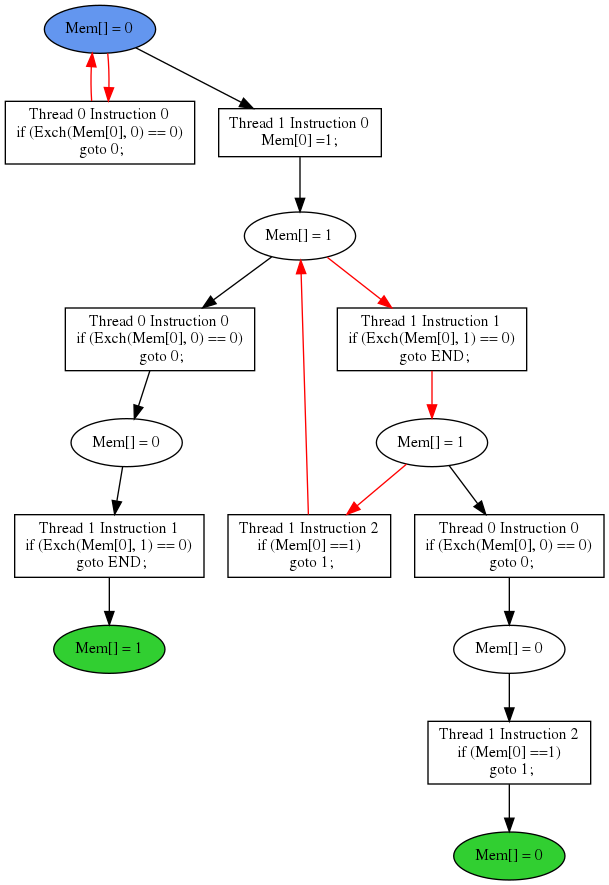 Mem[] = 0
Thread 0 Instruction 0
if (Exch(Mem[0], 0) == 0)
goto 0;
Thread 1 Instruction 0
Mem[0] =1;
Mem[] = 1
Thread 0 Instruction 0
if (Exch(Mem[0], 0) == 0)
goto 0;
Thread 1 Instruction 1
if (Exch(Mem[0], 1) == 0)
goto END;
Mem[] = 0
Mem[] = 1
Thread 1 Instruction 1
if (Exch(Mem[0], 1) == 0)
goto END;
Thread 1 Instruction 2
if (Mem[0] ==1)
goto 1;
Thread 0 Instruction 0
if (Exch(Mem[0], 0) == 0)
goto 0;
Mem[] = 1
Mem[] = 0
Thread 1 Instruction 2
if (Mem[0] ==1)
goto 1;
Mem[] = 0